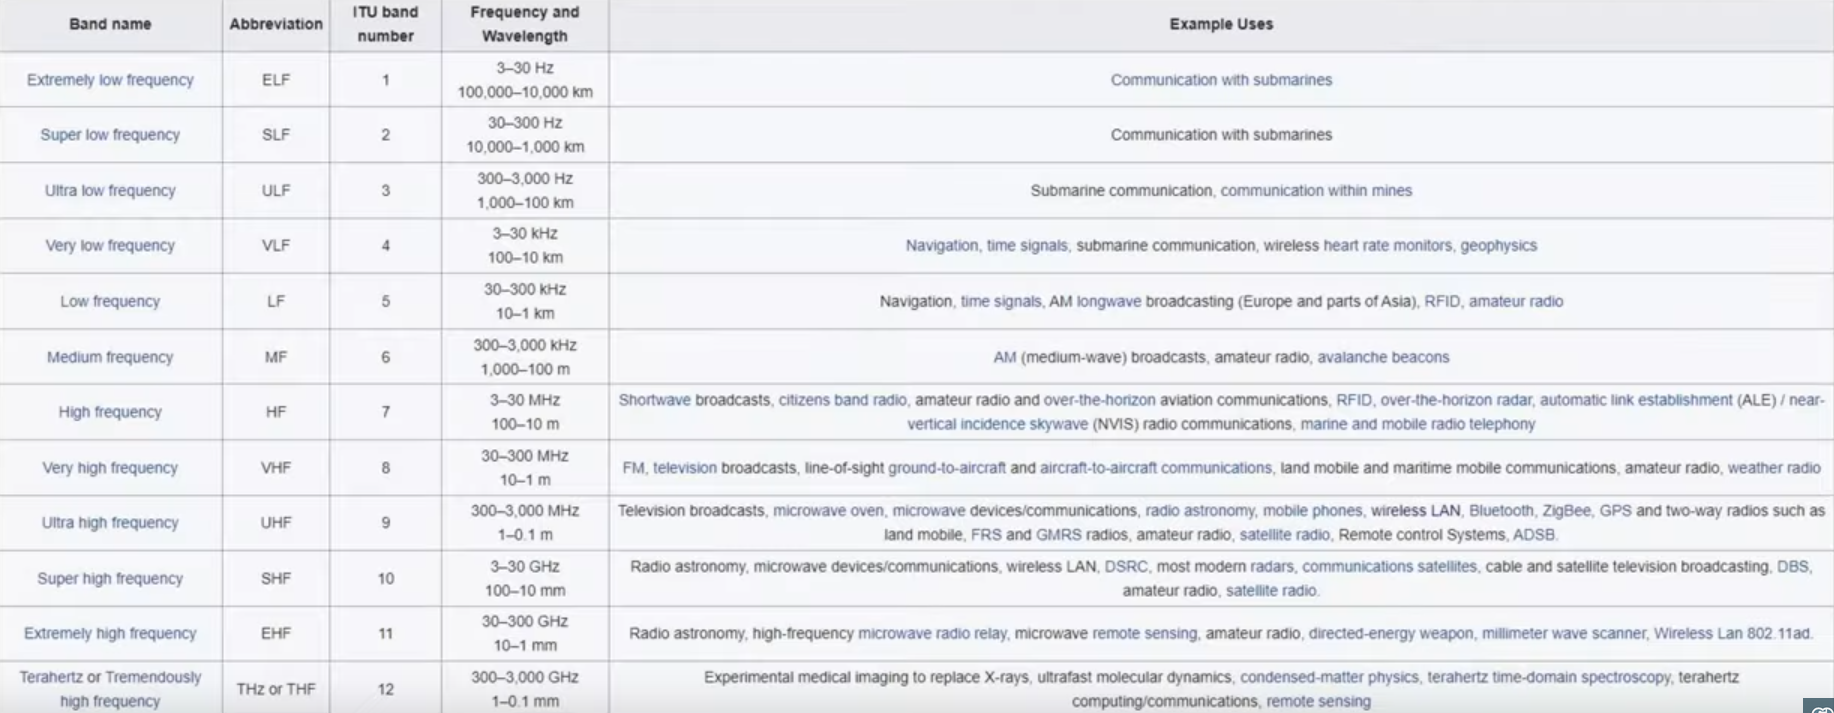 Band name Abbreviation ITU band number Frequency and Wavelength Example Uses
Extremely low frequency ELF 1 3–30 Hz 100,000–10,000 km Communication with submarines
Super low frequency SLF 2 30–300 Hz 10,000–1,000 km Communication with submarines
Ultra low frequency ULF 3 300–3,000 Hz 1,000–100 km Submarine communication, communication within mines
Very low frequency VLF 4 3–30 kHz 100–10 km Navigation, time signals, submarine communication, wireless heart rate monitors, geophysics
Low frequency LF 5 30–300 kHz 10–1 km Navigation, time signals, AM longwave broadcasting (Europe and parts of Asia), RFID, amateur radio
Medium frequency MF 6 300–3,000 kHz 1,000–100 m AM (medium-wave) broadcasts, amateur radio, avalanche beacons
High frequency HF 7 3–30 MHz 100–10 m Shortwave broadcasts, citizens band radio, amateur radio and over-the-horizon aviation communications, RFID, over-the-horizon radar, automatic link establishment (ALE) / near-
vertical incidence skywave (NVIS) radio communications, marine and mobile radio telephony
Very high frequency VHF 8 30–300 MHz 10–1 m FM, television broadcasts, line-of-sight ground-to-aircraft and aircraft-to-aircraft communications, land mobile and maritime mobile communications, amateur radio, weather radio
Ultra high frequency UHF 9 300–3,000 MHz 1–0.1 m Television broadcasts, microwave oven, microwave devices/communications, radio astronomy, mobile phones, wireless LAN, Bluetooth, ZigBee, GPS and two-way radios such as
land mobile, FRS and GMRS radios, amateur radio, satellite radio, Remote control Systems, ADSB.
Super high frequency SHF 10 3–30 GHz 100–10 mm Radio astronomy, microwave devices/communications, wireless LAN, DSRC, most modern radars, communications satellites, cable and satellite television broadcasting, DBS,
amateur radio, satellite radio.
Extremely high frequency EHF 11 30–300 GHz 10–1 mm Radio astronomy, high-frequency microwave radio relay, microwave remote sensing, amateur radio, directed-energy weapon, millimeter wave scanner, Wireless Lan 802.11ad.
Terahertz or Tremendously high frequency THz or THF 12 300–3,000 GHz 1–0.1 mm Experimental medical imaging to replace X-rays, ultrafast molecular dynamics, condensed-matter physics, terahertz time-domain spectroscopy, terahertz
computing/communications, remote sensing